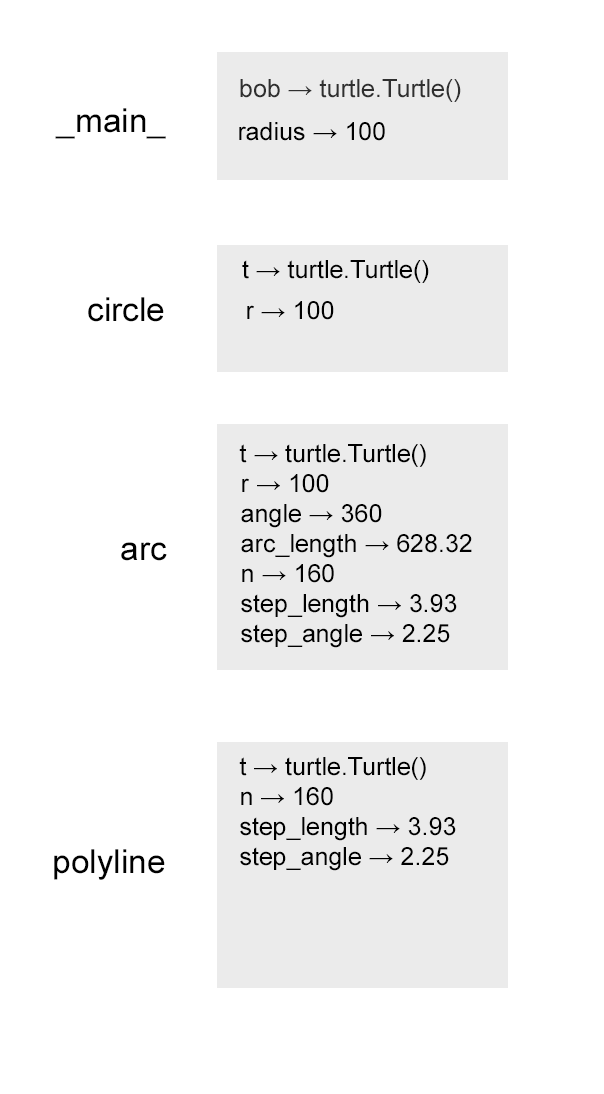 _main_
bob → turtle.Turtle()
radius → 100
circle
t → turtle.Turtle()
r → 100
arc
t → turtle.Turtle()
r → 100
angle → 360
arc_length → 628.32
n → 160
step_length → 3.93
step_angle → 2.25
polyline
t → turtle.Turtle()
n → 160
step_length → 3.93
step_angle → 2.25